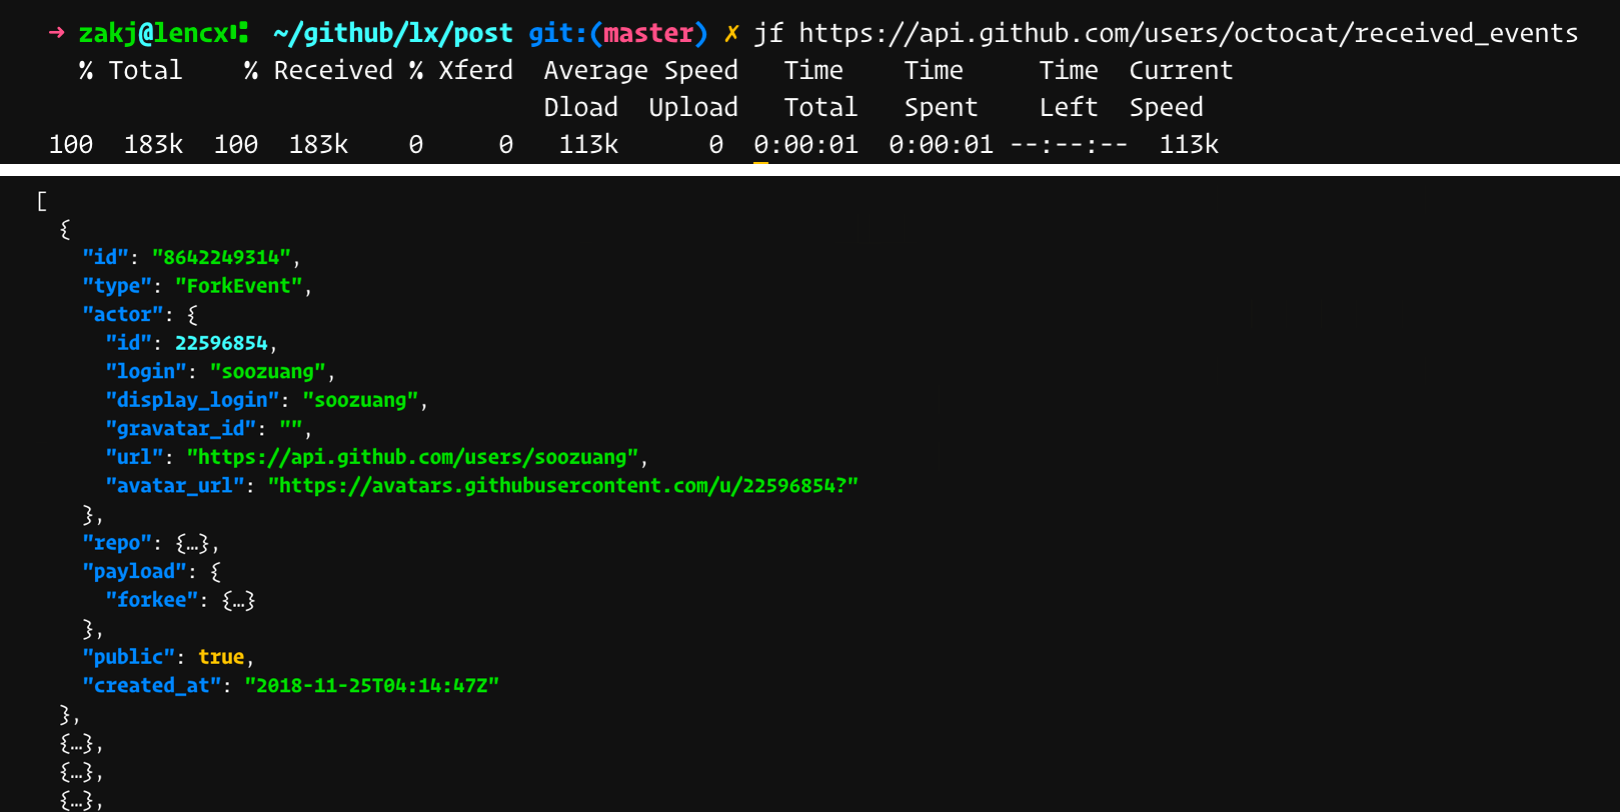 ➜ zakj@lencx ~/github/lx/post git:(master) ✗ jf https://api.github.com/users/octocat/received_events
% Total % Received % Xferd Average Speed Time Time Time Current
Dload Upload Total Spent Left Speed
100 183k 100 183k 0 0 113k 0 0:00:01 0:00:01 --:--:-- 113k
[
{
"id": "8642249314",
"type": "ForkEvent",
"actor": {
"id": 22596854,
"login": "soozuang",
"display_login": "soozuang",
"gravatar_id": "",
"url": "https://api.github.com/users/soozuang",
"avatar_url": "https://avatars.githubusercontent.com/u/22596854?"
},
"repo": {…},
"payload": {
"forkee": {…}
},
"public": true,
"created_at": "2018-11-25T04:14:47Z"
},
{…},
{…},
{…},